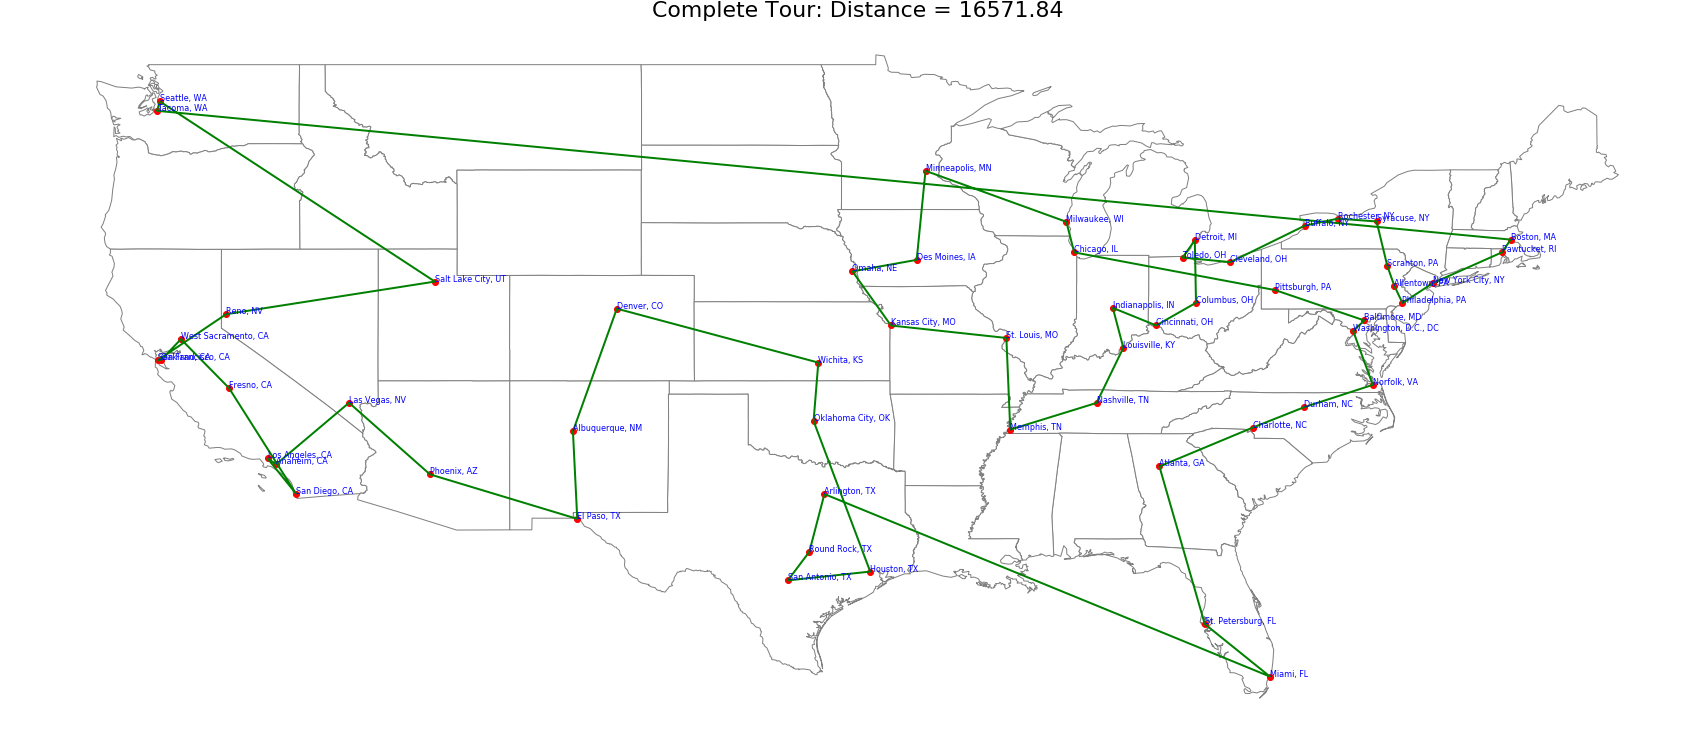 Complete Tour: Distance = 16571.84
Seattle, WA
Tacoma, WA
Minneapolis, MN
Milwaukee, WI
Rochester, NY
Syracuse, NY
Buffalo, NY
Boston, MA
Pawtucket, RI
Detroit, MI
Chicago, IL
Toledo, OH
Cleveland, OH
Des Moines, IA
Scranton, PA
Omaha, NE
Salt Lake City, UT
New York City, NY
Allentown, PA
Pittsburgh, PA
Columbus, OH
Philadelphia, PA
Denver, CO
Indianapolis, IN
Reno, NV
Baltimore, MD
Kansas City, MO
Cincinnati, OH
Washington, D.C., DC
West Sacramento, CA
St. Louis, MO
Louisville, KY
Wichita, KS
Fresno, CA
Norfolk, VA
Las Vegas, NV
Nashville, TN
Durham, NC
Oklahoma City, OK
Albuquerque, NM
Memphis, TN
Charlotte, NC
Los Angeles, CA
Anaheim, CA
Atlanta, GA
Phoenix, AZ
San Diego, CA
Arlington, TX
El Paso, TX
Round Rock, TX
Houston, TX
San Antonio, TX
St. Petersburg, FL
Miami, FL